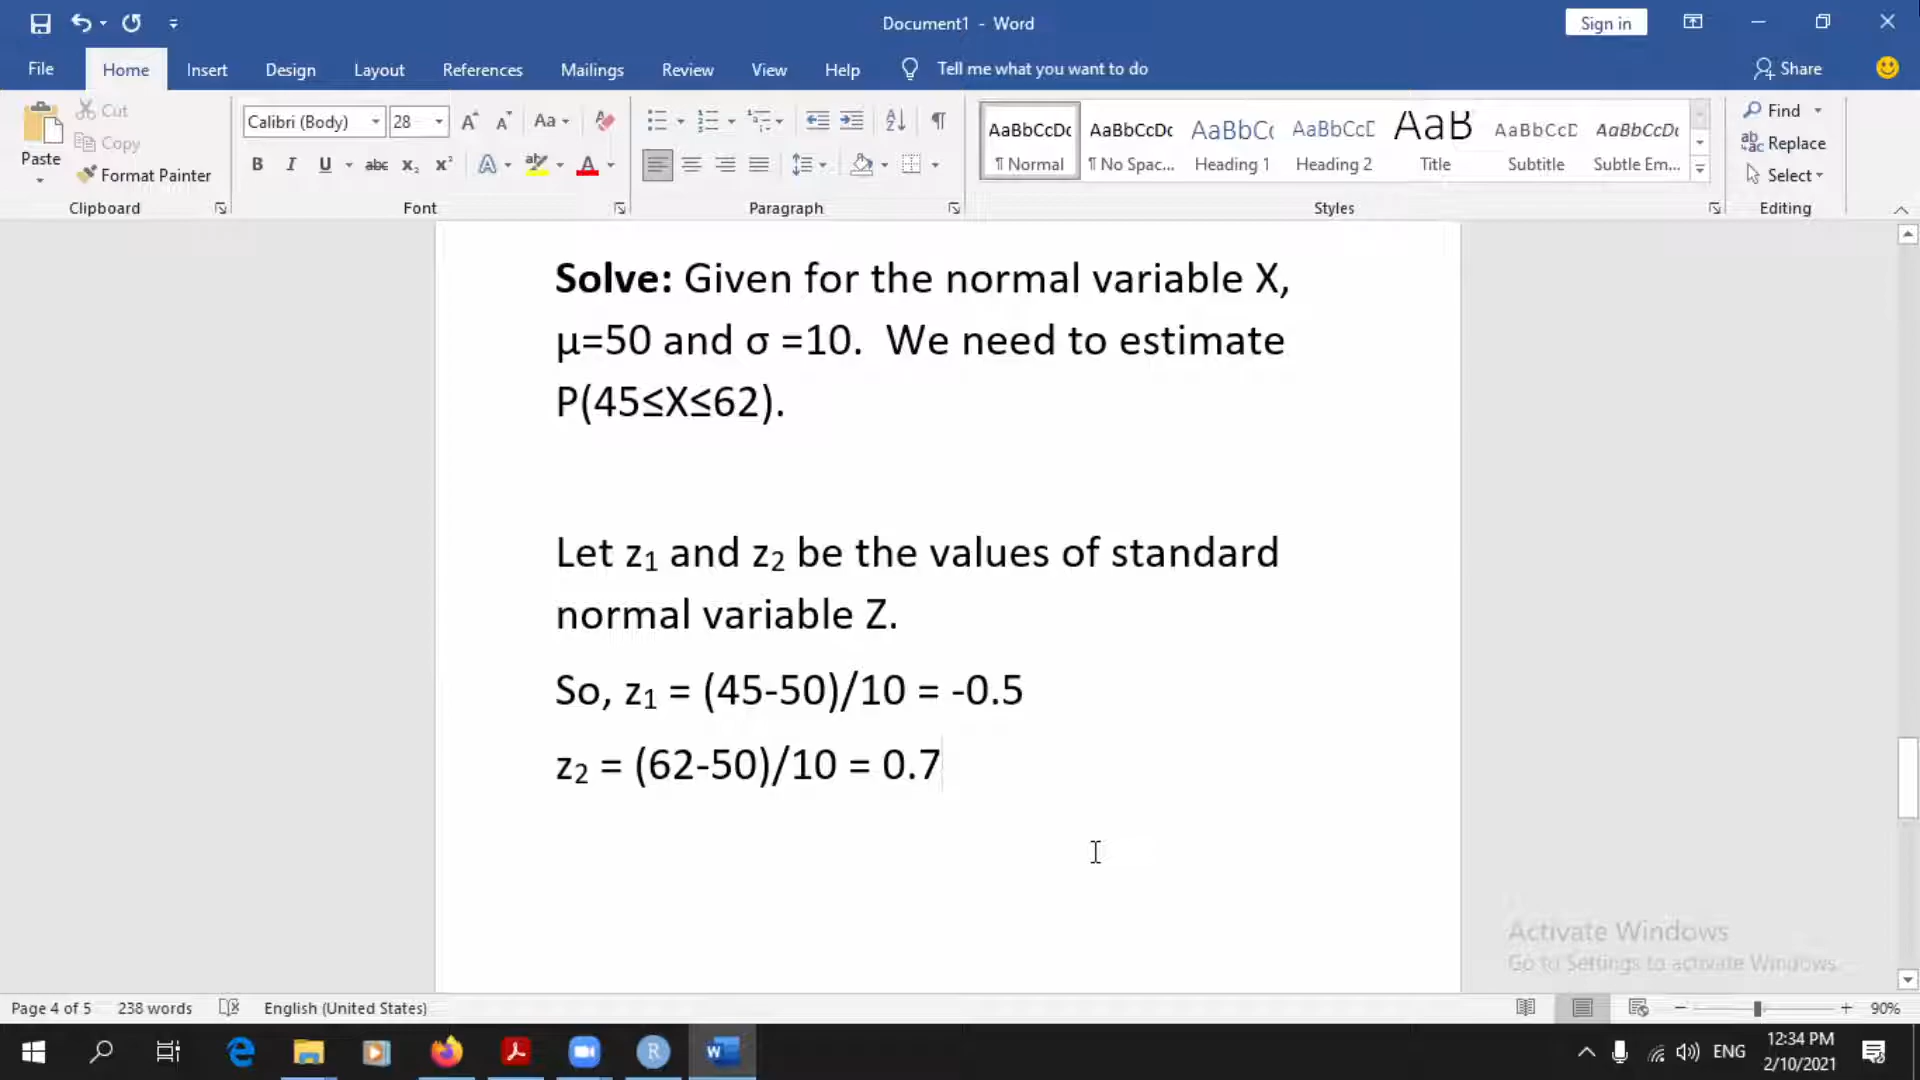 Document1 - Word
Sign in
File Home Insert Design Layout References Mailings Review View Help Tell me what you want to do Share
Paste
Cut
Copy
Format Painter
Clipboard
Calibri (Body) 28
Font
Paragraph
AaBbCcDc AaBbCcDc AaBbC( AaBbCcD AaB AaBbCcD AaBbCcDc
¶ Normal ¶ No Spac... Heading 1 Heading 2 Title Subtitle Subtle Em...
Styles
Find
Replace
Select
Editing
Solve: Given for the normal variable X,
µ=50 and σ =10. We need to estimate
P(45≤X≤62).
Let z₁ and z₂ be the values of standard
normal variable Z.
So, z₁ = (45-50)/10 = -0.5
z₂ = (62-50)/10 = 0.7
Activate Windows
Go to Settings to activate Windows.
Page 4 of 5 238 words English (United States) 90%
ENG
12:34 PM
2/10/2021